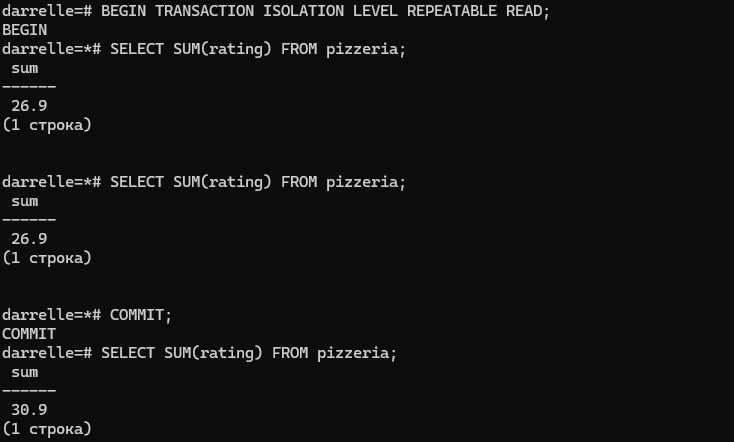 darrelle=# BEGIN TRANSACTION ISOLATION LEVEL REPEATABLE READ;
BEGIN
darrelle=*# SELECT SUM(rating) FROM pizzeria;
 sum
------
 26.9
(1 строка)
darrelle=*# SELECT SUM(rating) FROM pizzeria;
 sum
------
 26.9
(1 строка)
darrelle=*# COMMIT;
COMMIT
darrelle=# SELECT SUM(rating) FROM pizzeria;
 sum
------
 30.9
(1 строка)